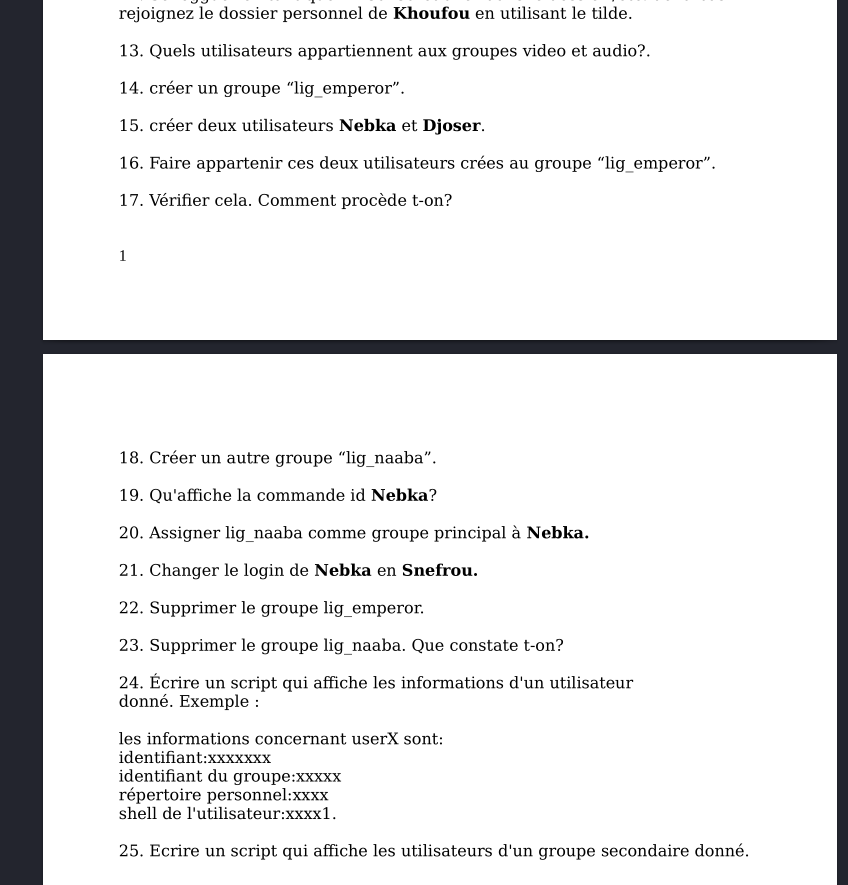 rejoignez le dossier personnel de Khoufou en utilisant le tilde.
13. Quels utilisateurs appartiennent aux groupes video et audio?.
14. créer un groupe “lig_emperor”.
15. créer deux utilisateurs Nebka et Djoser.
16. Faire appartenir ces deux utilisateurs crées au groupe “lig_emperor”.
17. Vérifier cela. Comment procède t-on?
1
18. Créer un autre groupe “lig_naaba”.
19. Qu'affiche la commande id Nebka?
20. Assigner lig_naaba comme groupe principal à Nebka.
21. Changer le login de Nebka en Snefrou.
22. Supprimer le groupe lig_emperor.
23. Supprimer le groupe lig_naaba. Que constate t-on?
24. Écrire un script qui affiche les informations d'un utilisateur
donné. Exemple :
les informations concernant userX sont:
identifiant:xxxxxxx
identifiant du groupe:xxxxx
répertoire personnel:xxxx
shell de l'utilisateur:xxxx1.
25. Ecrire un script qui affiche les utilisateurs d'un groupe secondaire donné.